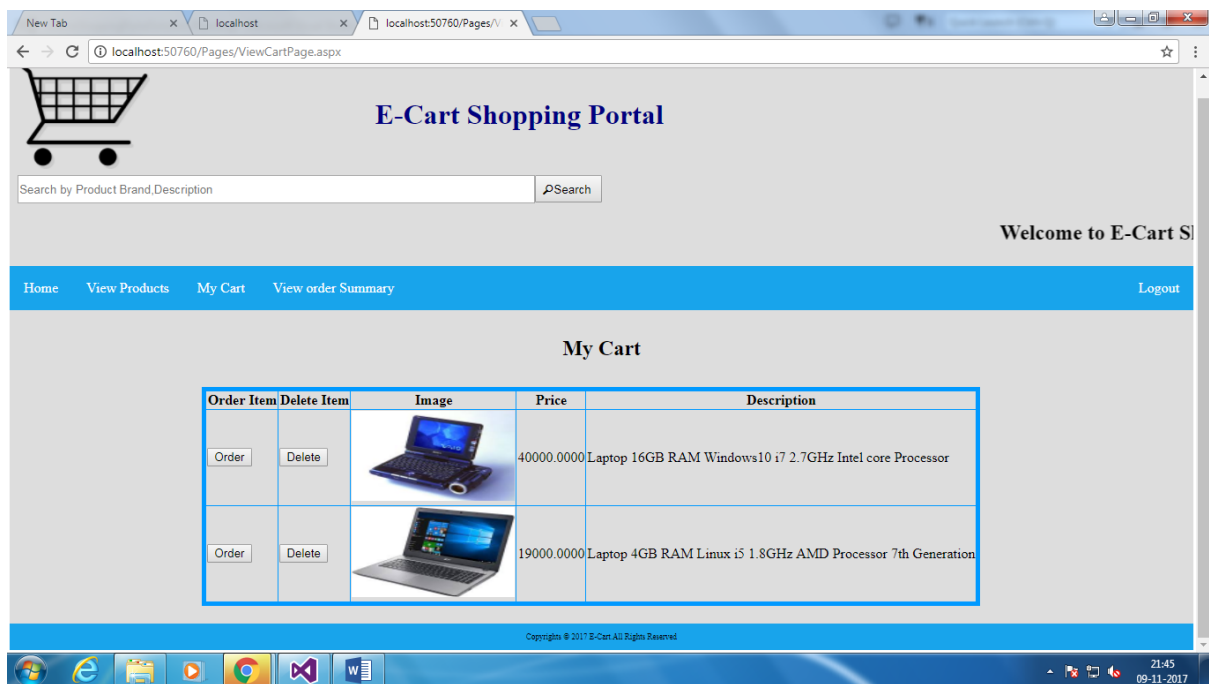 New Tab
localhost
localhost:50760/Pages/V
localhost:50760/Pages/ViewCartPage.aspx
E-Cart Shopping Portal
Search by Product Brand,Description
Search
Welcome to E-Cart Sl
Home View Products My Cart View order Summary Logout
My Cart
Order Item Delete Item Image Price Description
Order Delete 40000.0000 Laptop 16GB RAM Windows10 i7 2.7GHz Intel core Processor
Order Delete 19000.0000 Laptop 4GB RAM Linux i5 1.8GHz AMD Processor 7th Generation
Copyrights © 2017 E-Cart.All Rights Reserved
21:45
09-11-2017